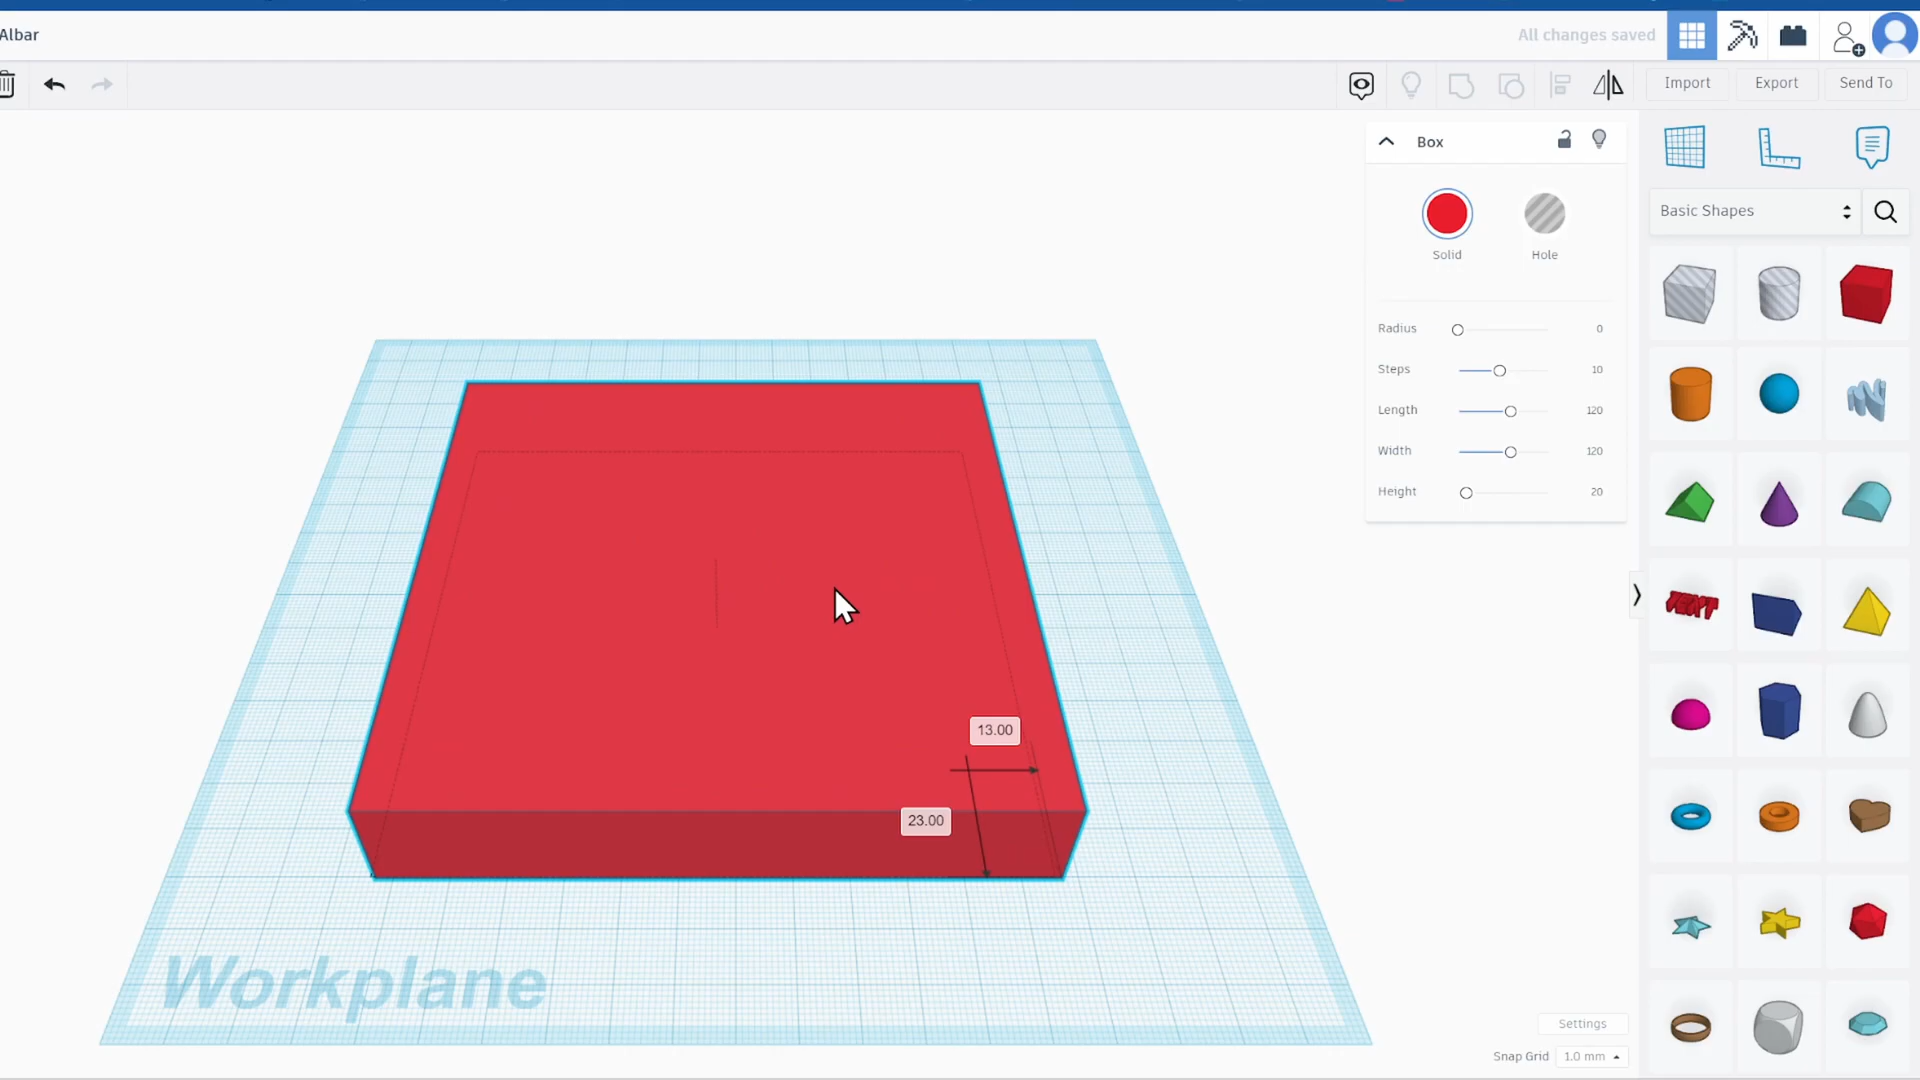 Albar
All changes saved
Import
Export
Send To
Box
Solid
Hole
Radius 0
Steps 10
Length 120
Width 120
Height 20
Basic Shapes
TEXT
13.00
23.00
Workplane
Settings
Snap Grid 1.0 mm